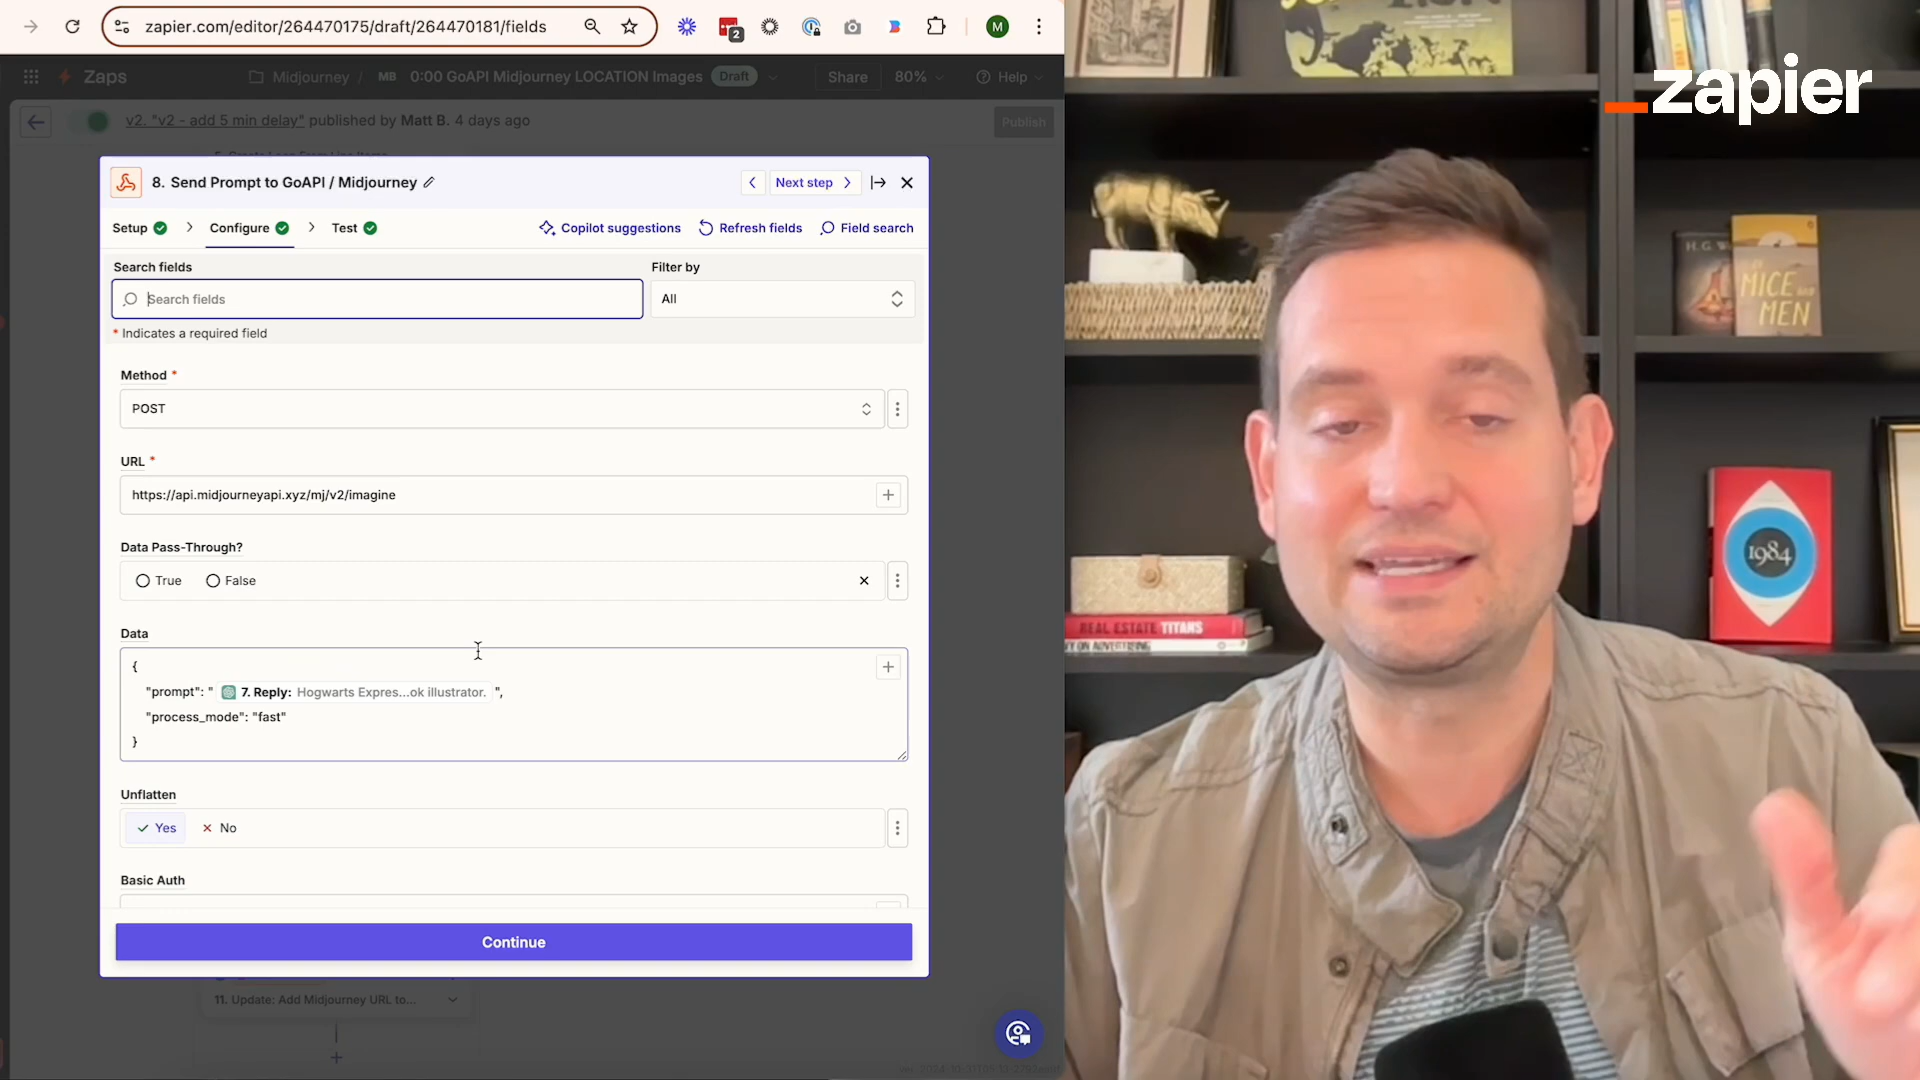 zapier.com/editor/264470175/draft/264470181/fields
2
M
Zaps
Midjourney /
MB
0:00 GoAPI Midjourney LOCATION Images
Draft
Share
80%
Help
v2. "v2 - add 5 min delay" published by Matt B. 4 days ago
Publish
8. Send Prompt to GoAPI / Midjourney
Next step
Setup
Configure
Test
Copilot suggestions
Refresh fields
Field search
Search fields
Filter by
Search fields
All
* Indicates a required field
Method *
POST
URL *
https://api.midjourneyapi.xyz/mj/v2/imagine
Data Pass-Through?
True
False
Data
{
"prompt": " 7. Reply: Hogwarts Expres...ok illustrator. ",
"process_mode": "fast"
}
Unflatten
Yes
No
Basic Auth
Continue
11. Update: Add Midjourney URL to...
_zapier
H.G. W
MICE AND
MEN
1984
REAL ESTATE TITANS
ON ADVERTISING